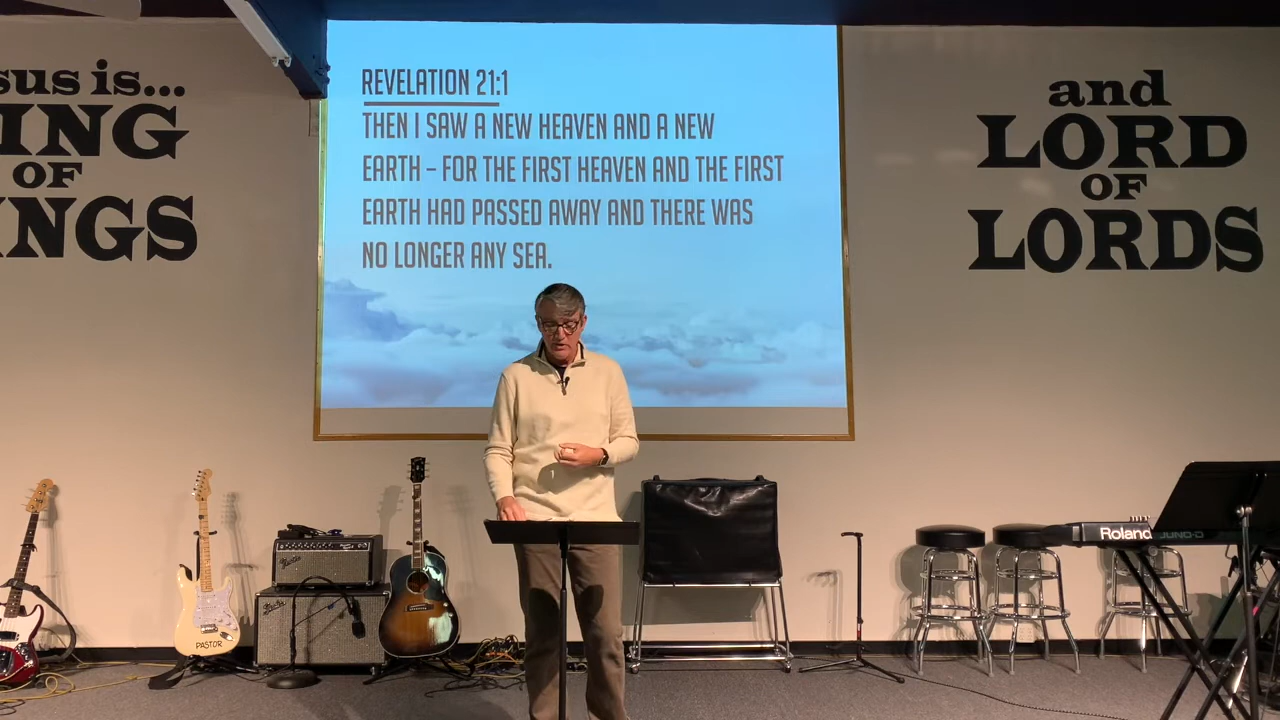 sus is...
ING
OF
INGS
REVELATION 21:1
THEN I SAW A NEW HEAVEN AND A NEW
EARTH – FOR THE FIRST HEAVEN AND THE FIRST
EARTH HAD PASSED AWAY AND THERE WAS
NO LONGER ANY SEA.
and
LORD
OF
LORDS
PASTOR
Roland
JUNO-D